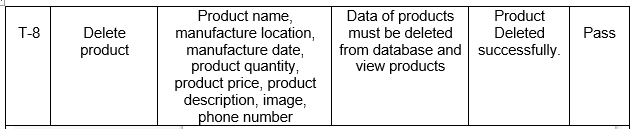 T-8
Delete
product
Product name,
manufacture location,
manufacture date,
product quantity,
product price, product
description, image,
phone number
Data of products
must be deleted
from database and
view products
Product
Deleted
successfully.
Pass